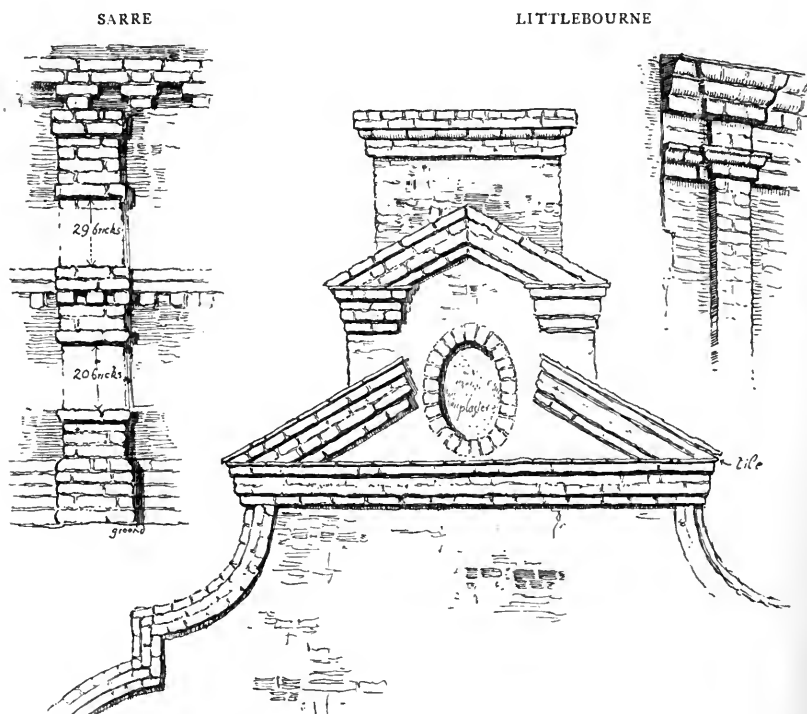 SARRE
LITTLEBOURNE
29 bricks
20 bricks
plaster
tile
ground